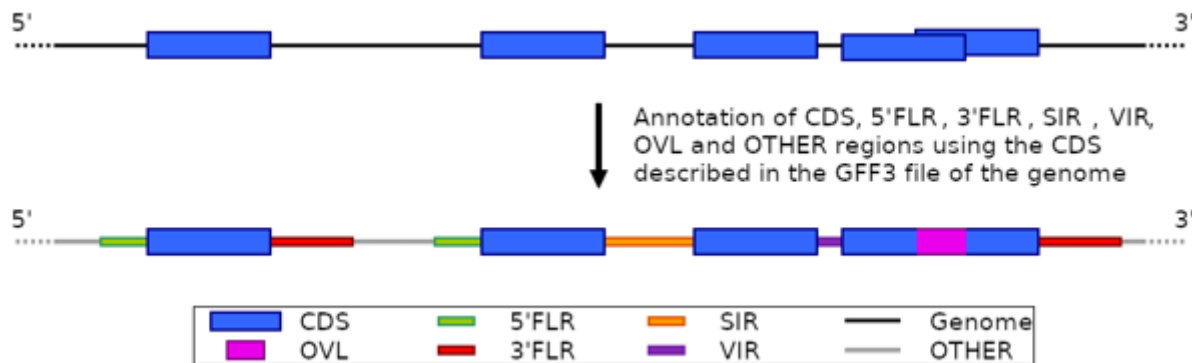 5' 3'
Annotation of CDS, 5'FLR , 3'FLR , SIR , VIR,
OVL and OTHER regions using the CDS
described in the GFF3 file of the genome
5' 3'
CDS 5'FLR SIR Genome
OVL 3'FLR VIR OTHER